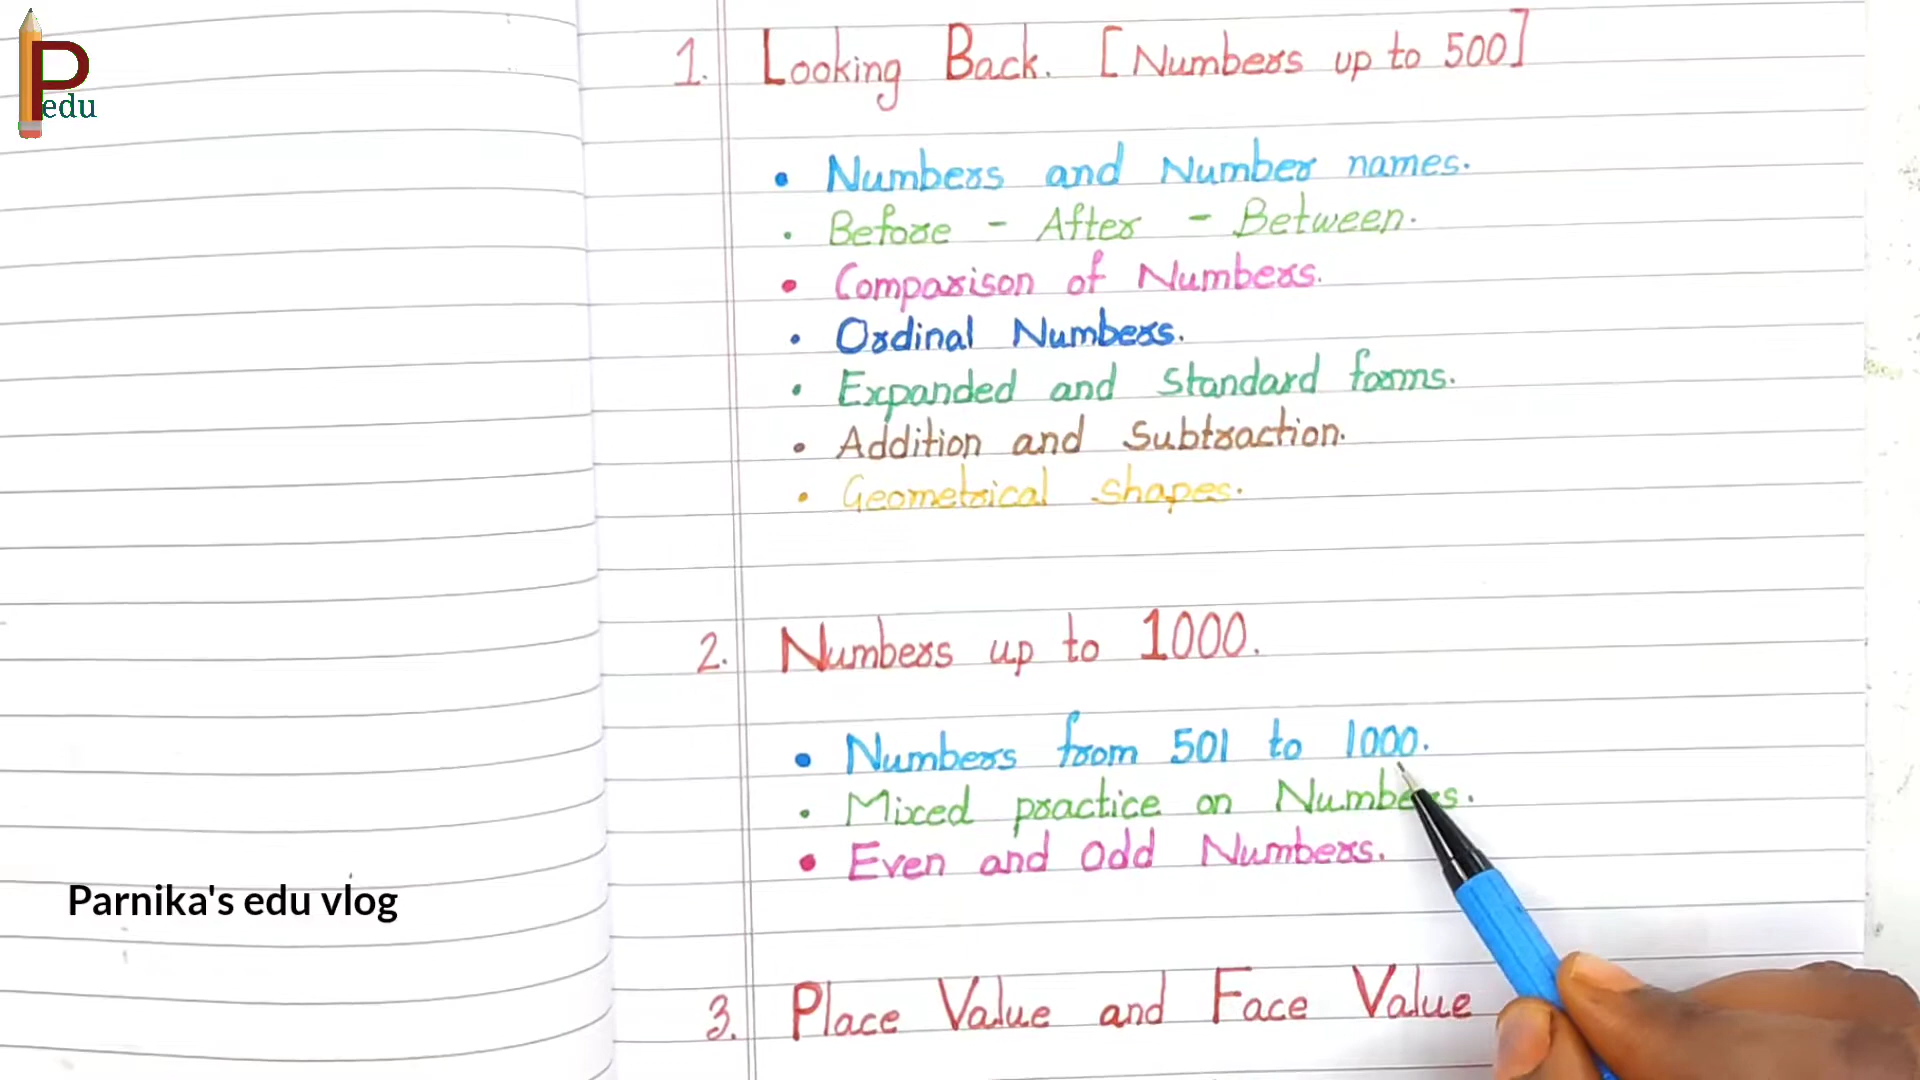 P
edu
1. Looking Back. [Numbers up to 500]
• Numbers and Number names.
• Before - After - Between.
• Comparison of Numbers.
• Ordinal Numbers.
• Expanded and Standard forms.
• Addition and Subtraction.
• Geometrical shapes.
2. Numbers up to 1000.
• Numbers from 501 to 1000.
• Mixed practice on Numbers.
• Even and Odd Numbers.
Parnika's edu vlog
3. Place Value and Face Value